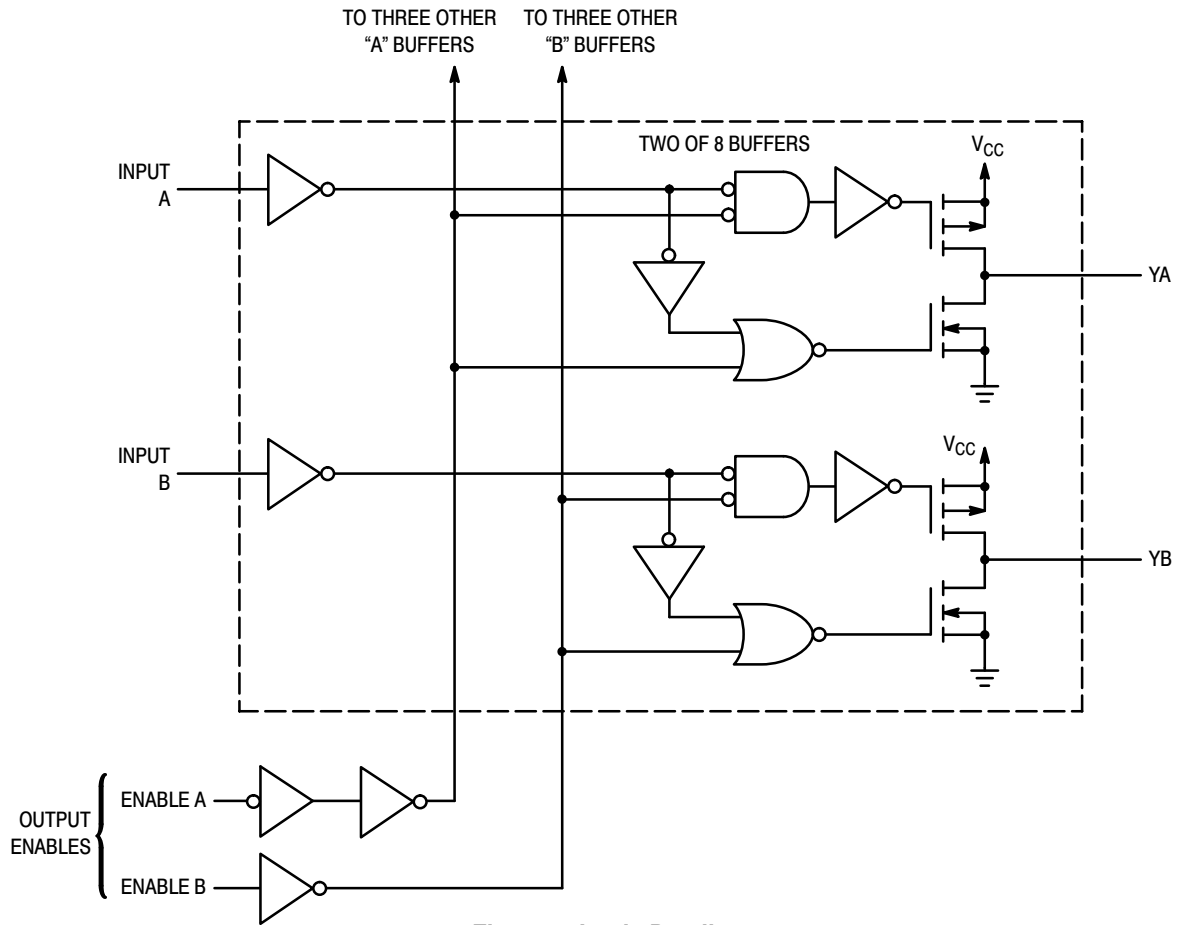 TO THREE OTHER
“A” BUFFERS
TO THREE OTHER
“B” BUFFERS
TWO OF 8 BUFFERS
INPUT
A
VCC
YA
INPUT
B
VCC
YB
OUTPUT
ENABLES
ENABLE A
ENABLE B